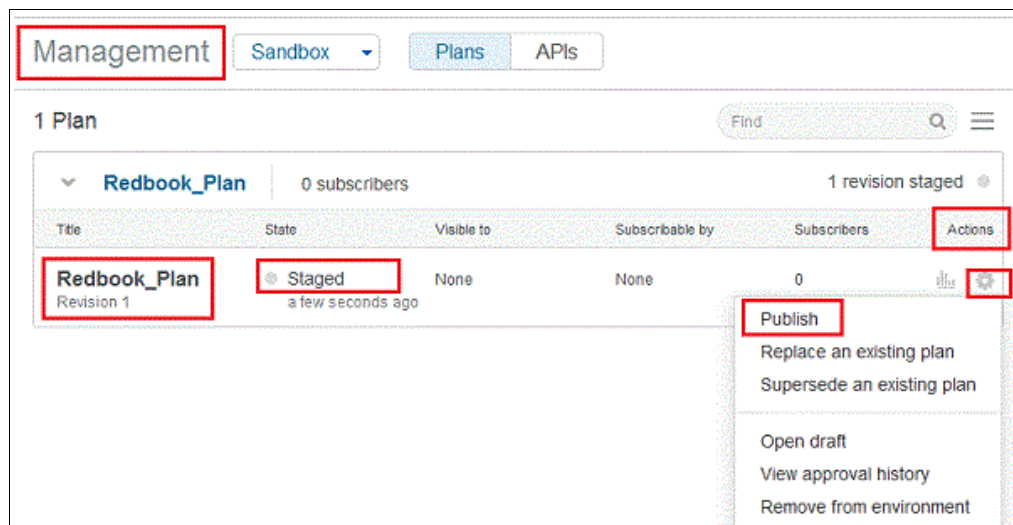 Management Sandbox Plans APIs
1 Plan Find
Redbook_Plan 0 subscribers 1 revision staged
Title State Visible to Subscribable by Subscribers Actions
Redbook_Plan Staged None None 0
Revision 1 a few seconds ago
Publish
Replace an existing plan
Supersede an existing plan
Open draft
View approval history
Remove from environment